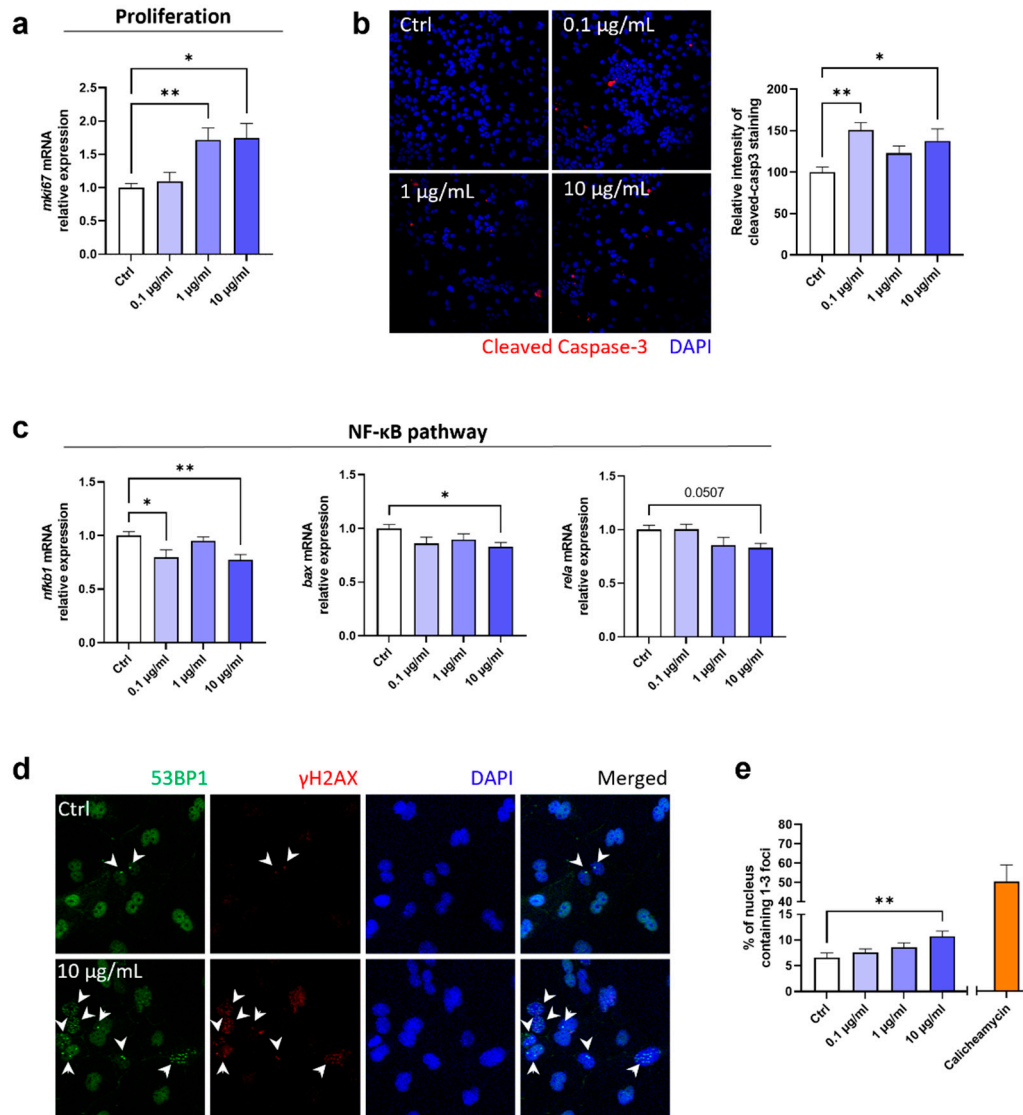 a
Proliferation
*
**
2.5
2.0
1.5
1.0
0.5
0.0
mki67 mRNA
relative expression
Ctrl
0.1 µg/ml
1 µg/ml
10 µg/ml
b
Ctrl
0.1 µg/mL
1 µg/mL
10 µg/mL
Cleaved Caspase-3
DAPI
*
**
200
150
100
50
0
Relative intensity of
cleaved-casp3 staining
Ctrl
0.1 µg/ml
1 µg/ml
10 µg/ml
c
NF-κB pathway
**
*
1.5
1.0
0.5
0.0
nfkb1 mRNA
relative expression
Ctrl
0.1 µg/ml
1 µg/ml
10 µg/ml
*
1.5
1.0
0.5
0.0
bax mRNA
relative expression
Ctrl
0.1 µg/ml
1 µg/ml
10 µg/ml
0.0507
1.5
1.0
0.5
0.0
rela mRNA
relative expression
Ctrl
0.1 µg/ml
1 µg/ml
10 µg/ml
d
53BP1
γH2AX
DAPI
Merged
Ctrl
10 µg/mL
e
**
80
70
60
50
40
30
15
10
5
0
% of nucleus
containing 1-3 foci
Ctrl
0.1 µg/ml
1 µg/ml
10 µg/ml
Calicheamycin